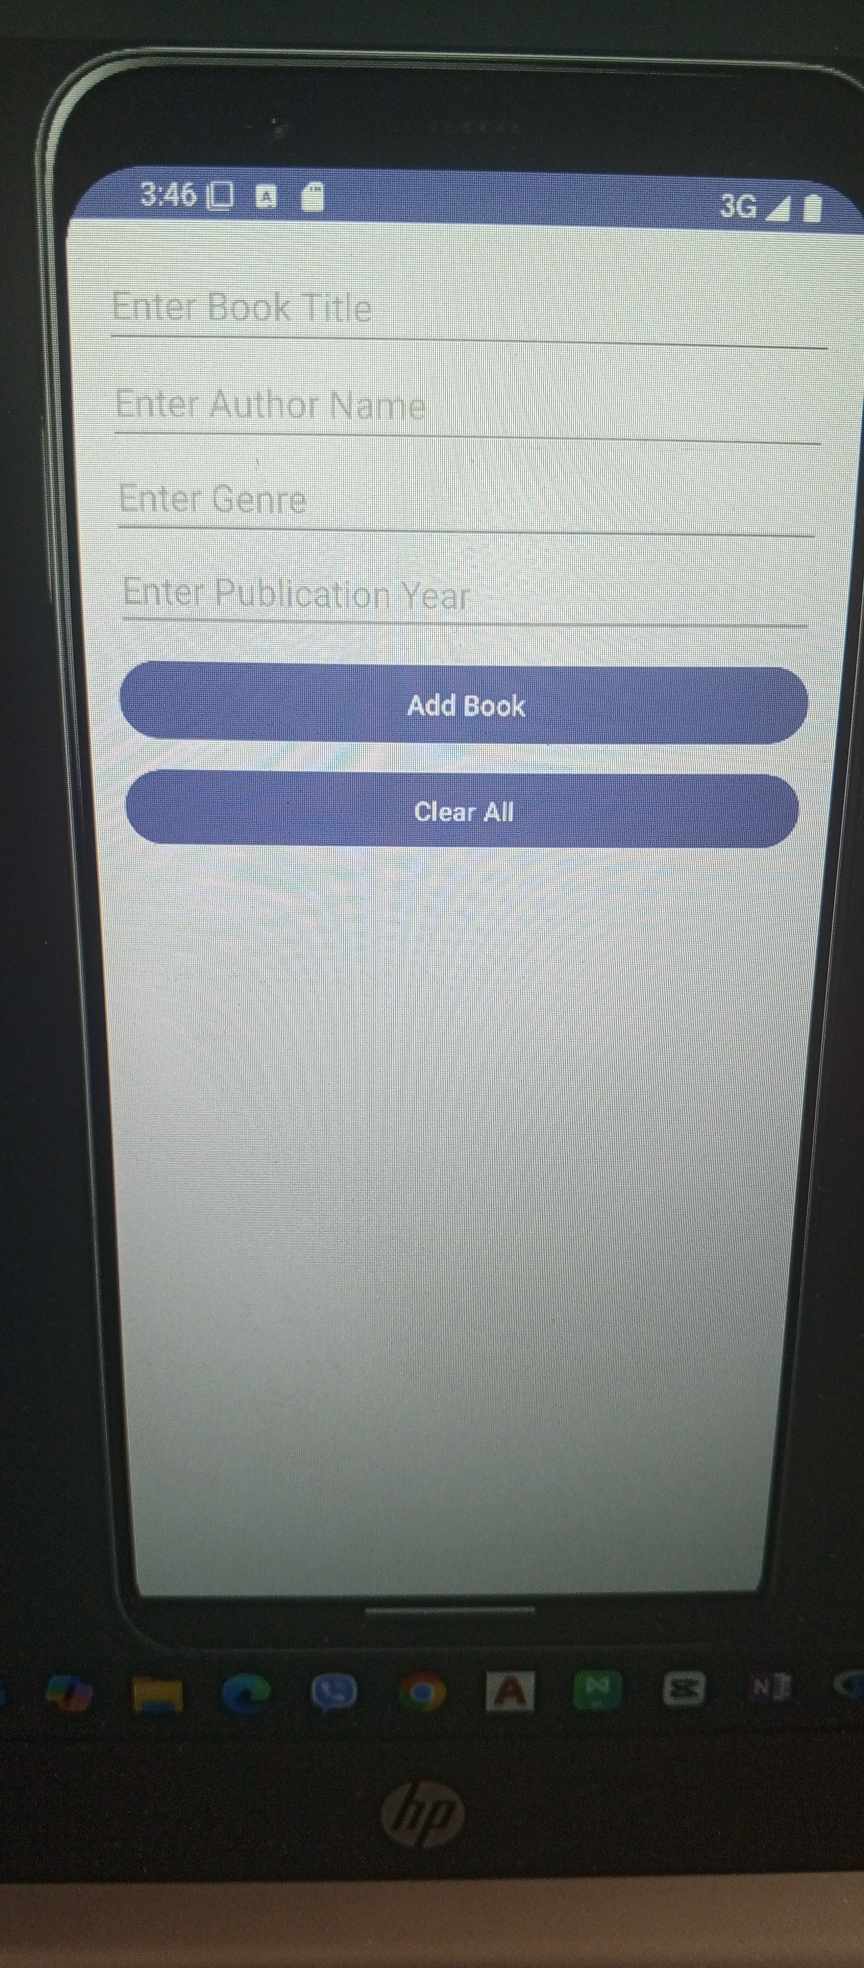 3:46 3G
Enter Book Title
Enter Author Name
Enter Genre
Enter Publication Year
Add Book
Clear All
hp